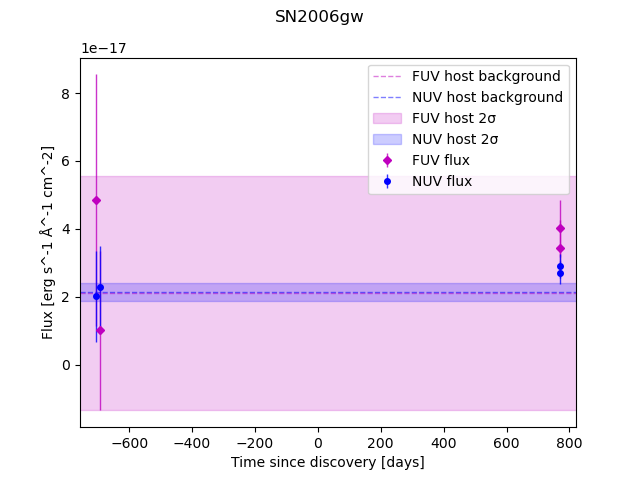 SN2006gw
1e−17
FUV host background
NUV host background
FUV host 2σ
NUV host 2σ
FUV flux
NUV flux
8
6
4
2
0
Flux [erg s^-1 Å^-1 cm^-2]
−600
−400
−200
0
200
400
600
800
Time since discovery [days]